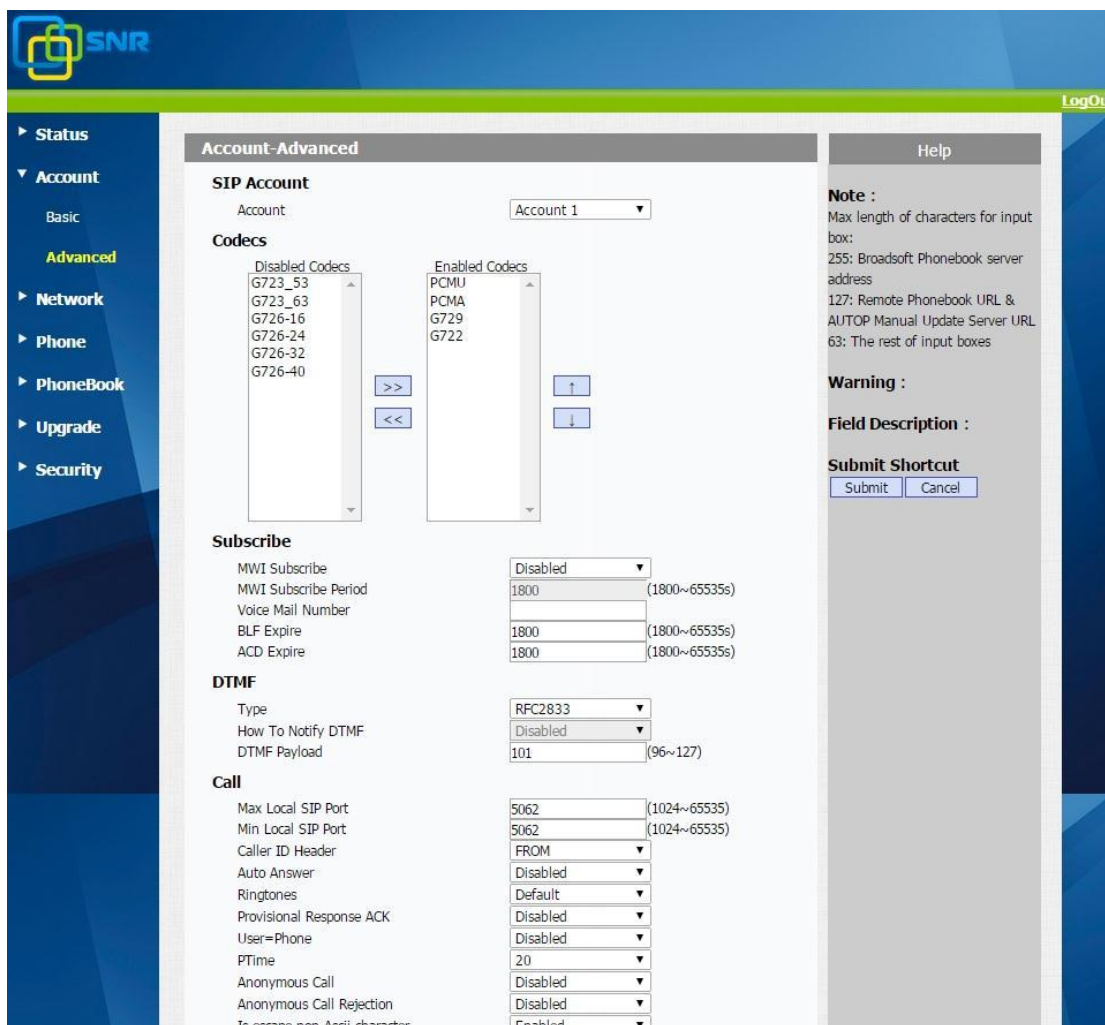 SNR
LogOu
Status
Account
Basic
Advanced
Network
Phone
PhoneBook
Upgrade
Security
Account-Advanced
SIP Account
Account Account 1
Codecs
Disabled Codecs Enabled Codecs
G723_53 PCMU
G723_63 PCMA
G726-16 G729
G726-24 G722
G726-32
G726-40
>> ↑
<< ↓
Subscribe
MWI Subscribe Disabled
MWI Subscribe Period 1800 (1800~65535s)
Voice Mail Number
BLF Expire 1800 (1800~65535s)
ACD Expire 1800 (1800~65535s)
DTMF
Type RFC2833
How To Notify DTMF Disabled
DTMF Payload 101 (96~127)
Call
Max Local SIP Port 5062 (1024~65535)
Min Local SIP Port 5062 (1024~65535)
Caller ID Header FROM
Auto Answer Disabled
Ringtones Default
Provisional Response ACK Disabled
User=Phone Disabled
PTime 20
Anonymous Call Disabled
Anonymous Call Rejection Disabled
Is escape non Ascii character Enabled
Help
Note :
Max length of characters for input
box:
255: Broadsoft Phonebook server
address
127: Remote Phonebook URL &
AUTOP Manual Update Server URL
63: The rest of input boxes
Warning :
Field Description :
Submit Shortcut
Submit Cancel